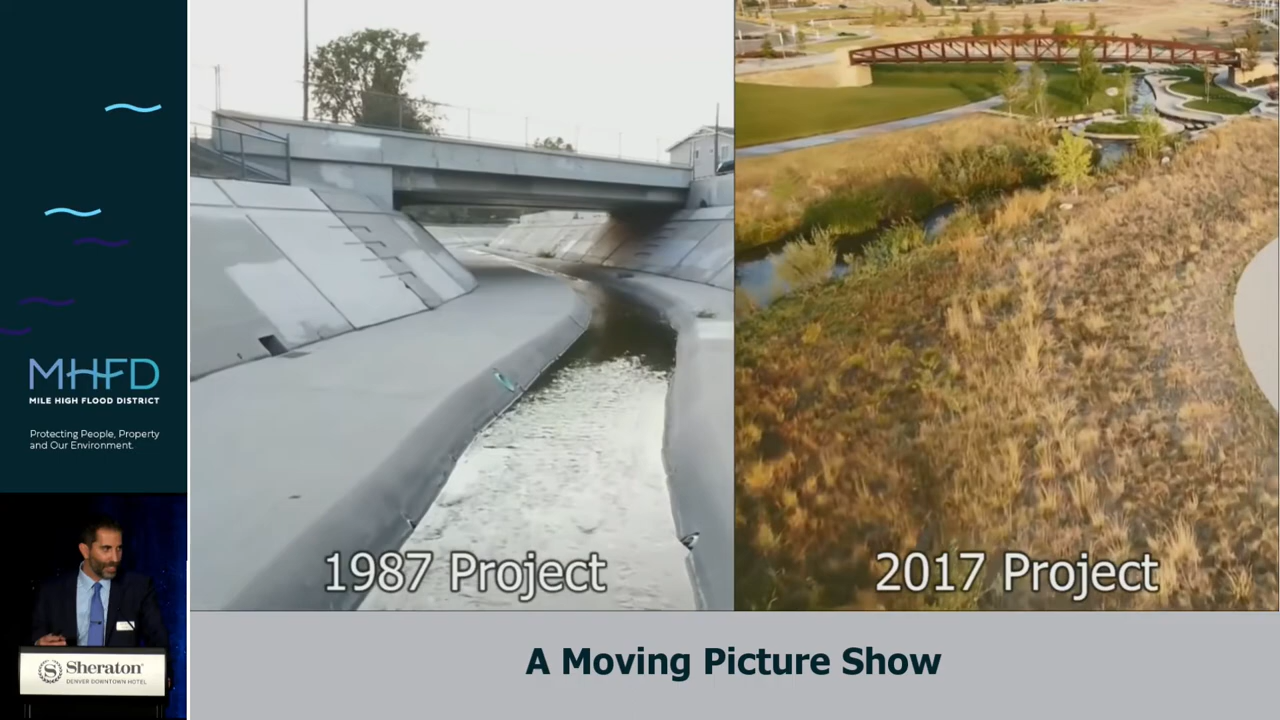 MHFD
MILE HIGH FLOOD DISTRICT
Protecting People, Property
and Our Environment.
Sheraton
DENVER DOWNTOWN HOTEL
1987 Project
2017 Project
A Moving Picture Show